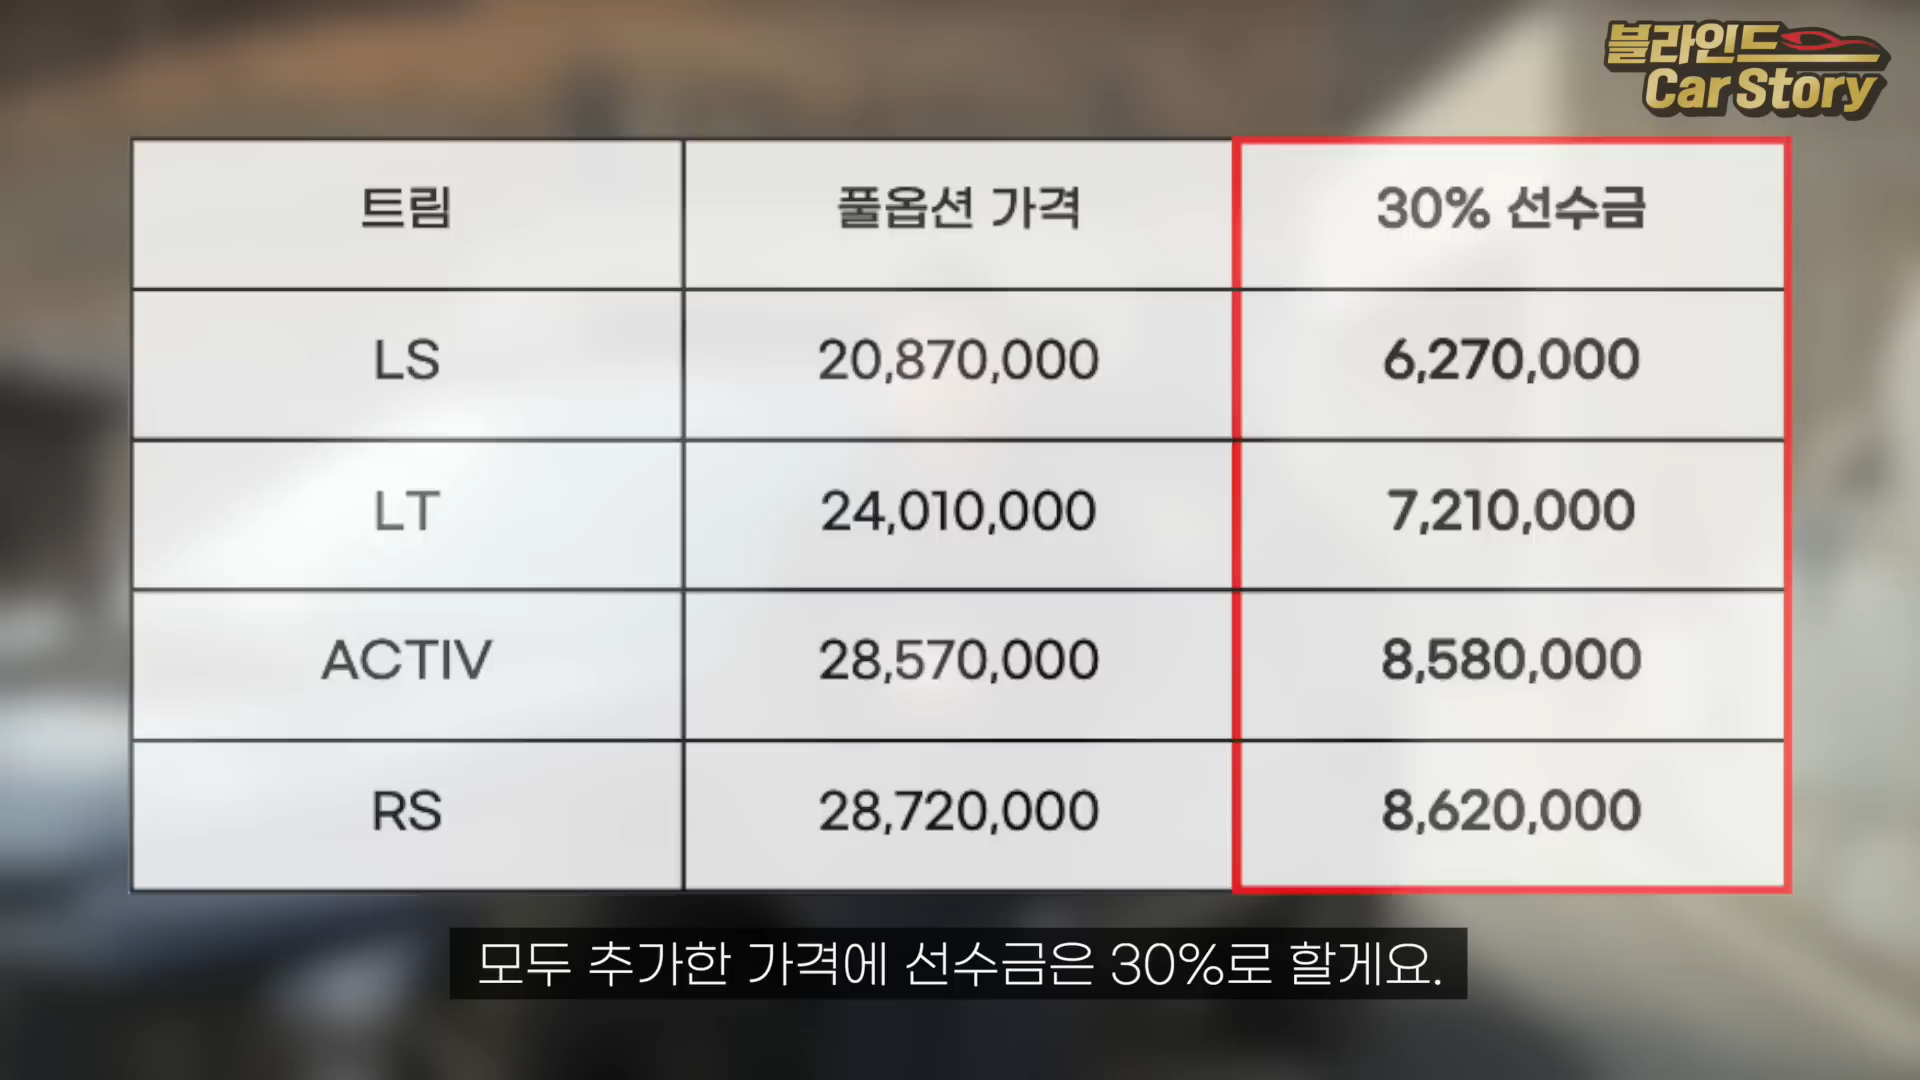 블라인드
Car Story
트림 풀옵션 가격 30% 선수금
LS 20,870,000 6,270,000
LT 24,010,000 7,210,000
ACTIV 28,570,000 8,580,000
RS 28,720,000 8,620,000
모두 추가한 가격에 선수금은 30%로 할게요.